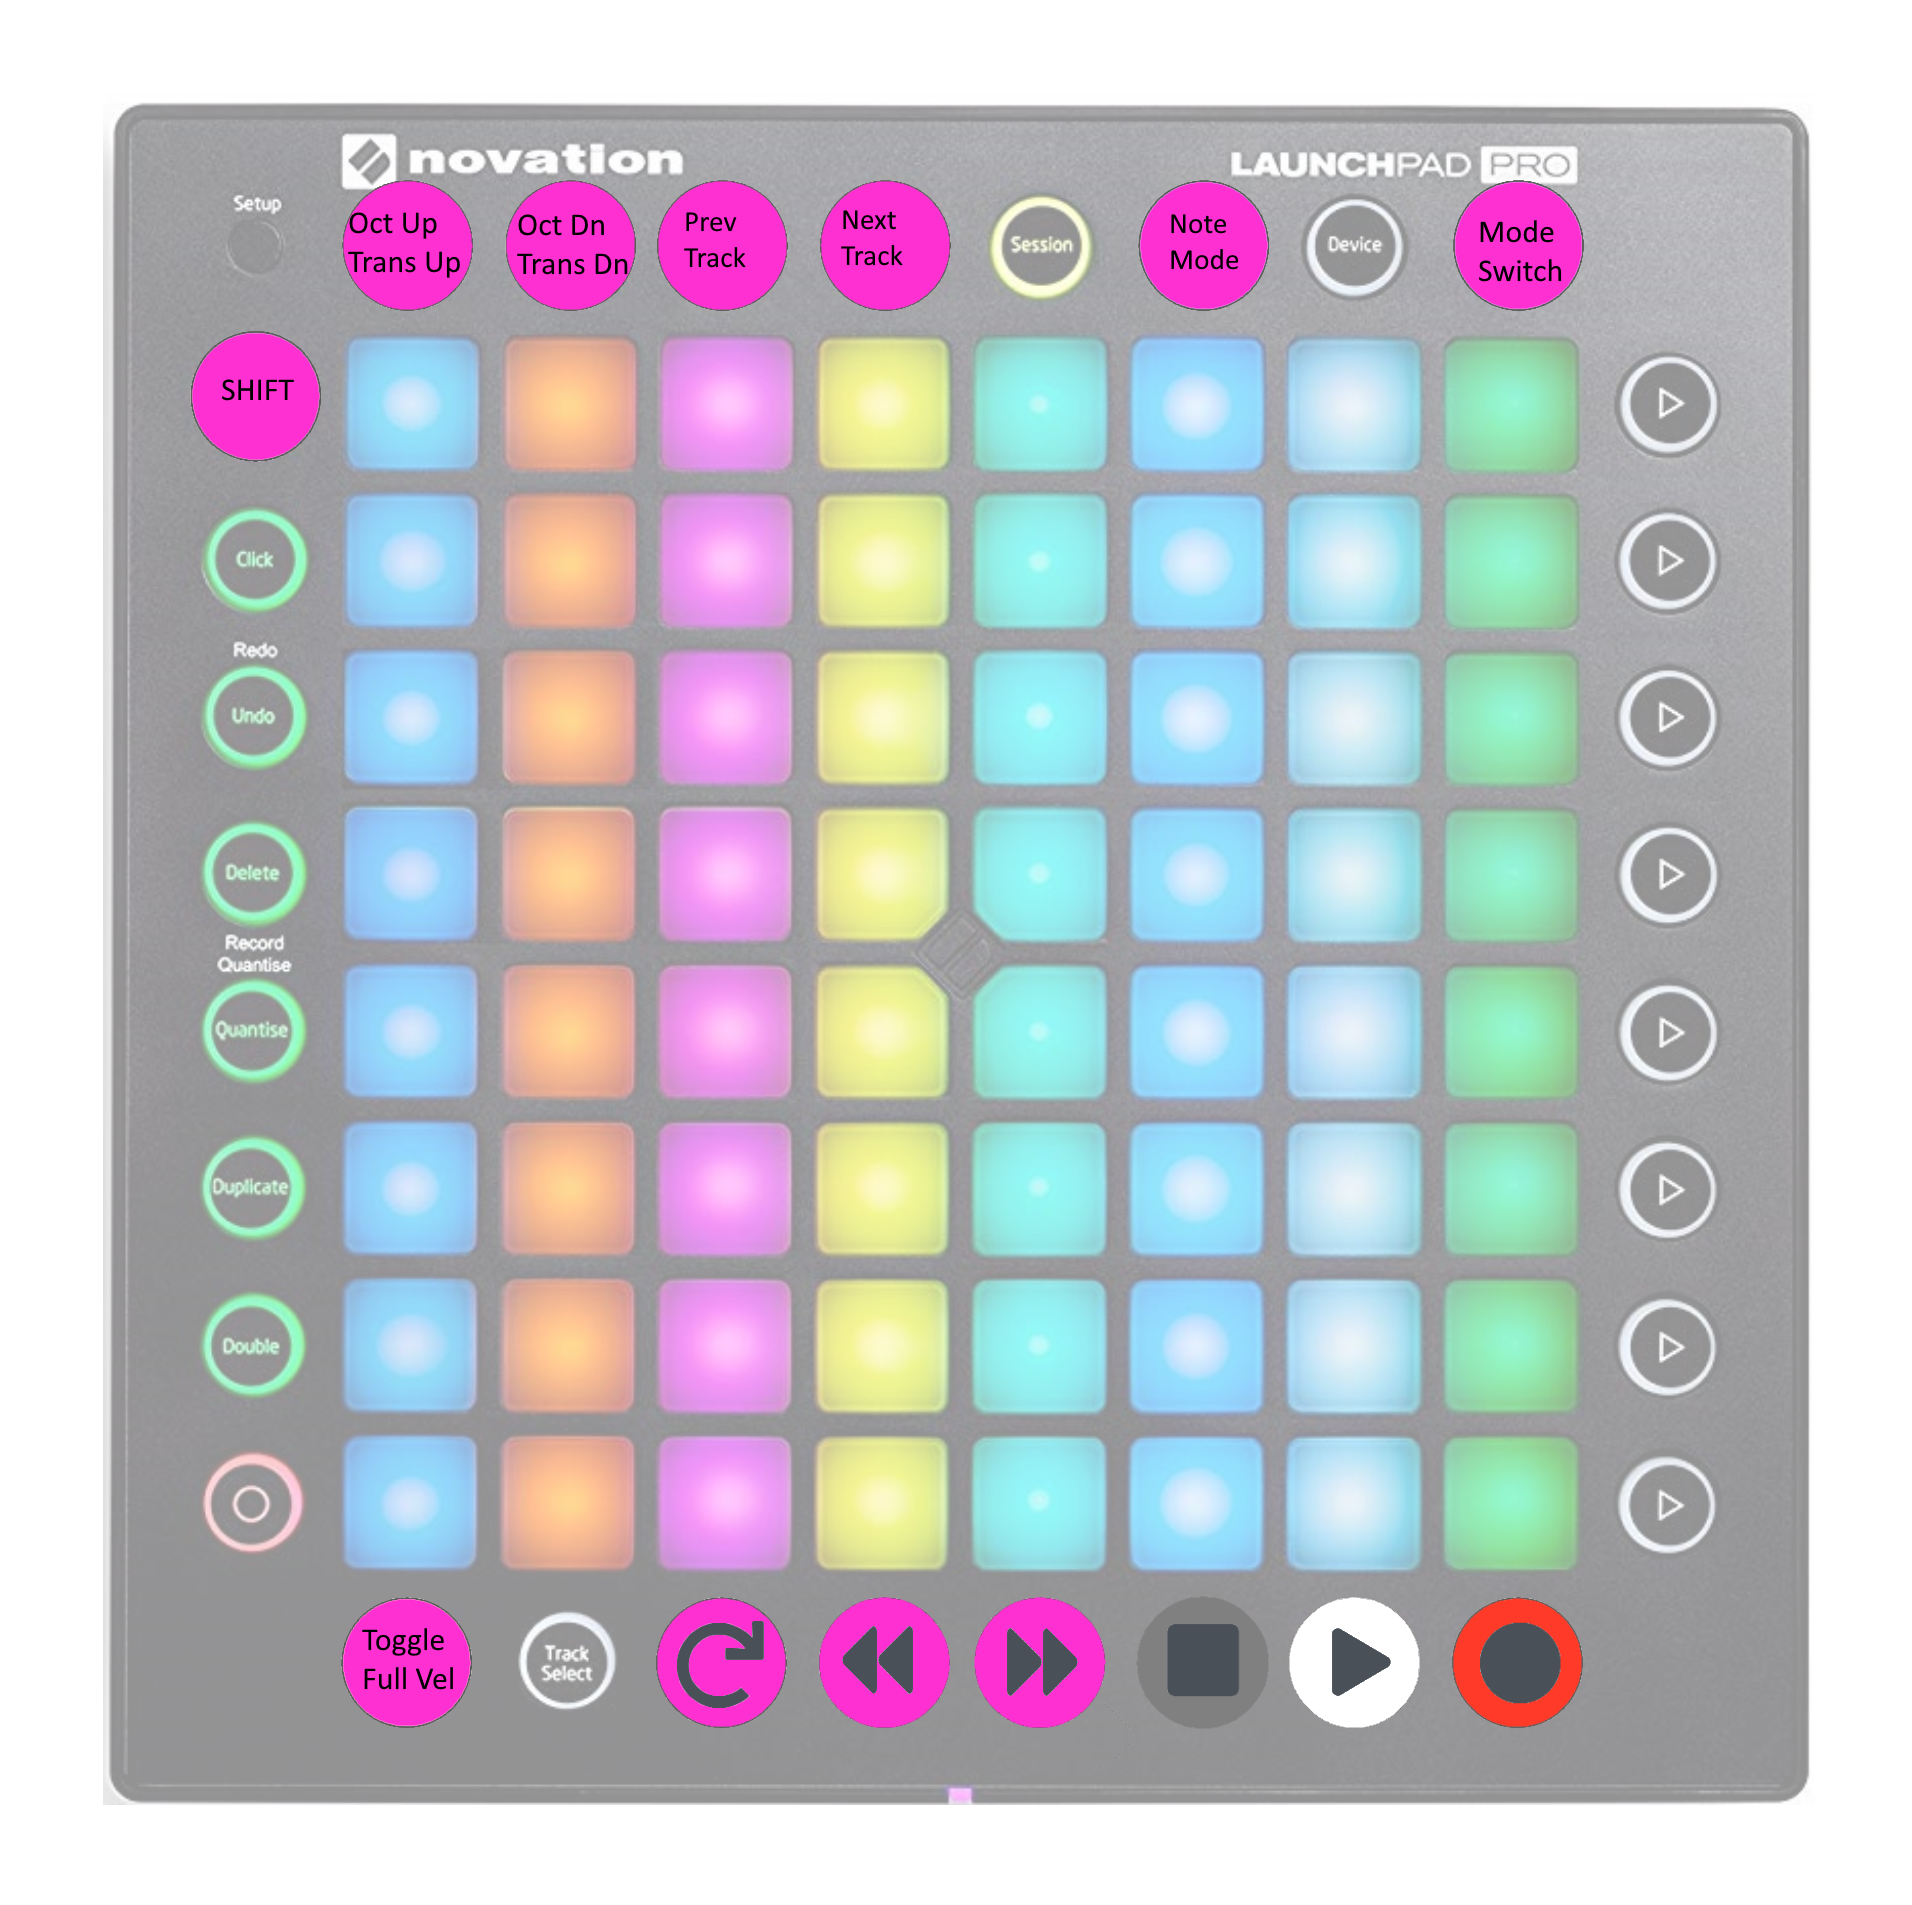 novation
LAUNCHPAD PRO
Setup
Oct Up
Trans Up
Oct Dn
Trans Dn
Prev
Track
Next
Track
Session
Note
Mode
Device
Mode
Switch
SHIFT
Click
Redo
Undo
Delete
Record
Quantise
Quantise
Duplicate
Double
Toggle
Full Vel
Track
Select